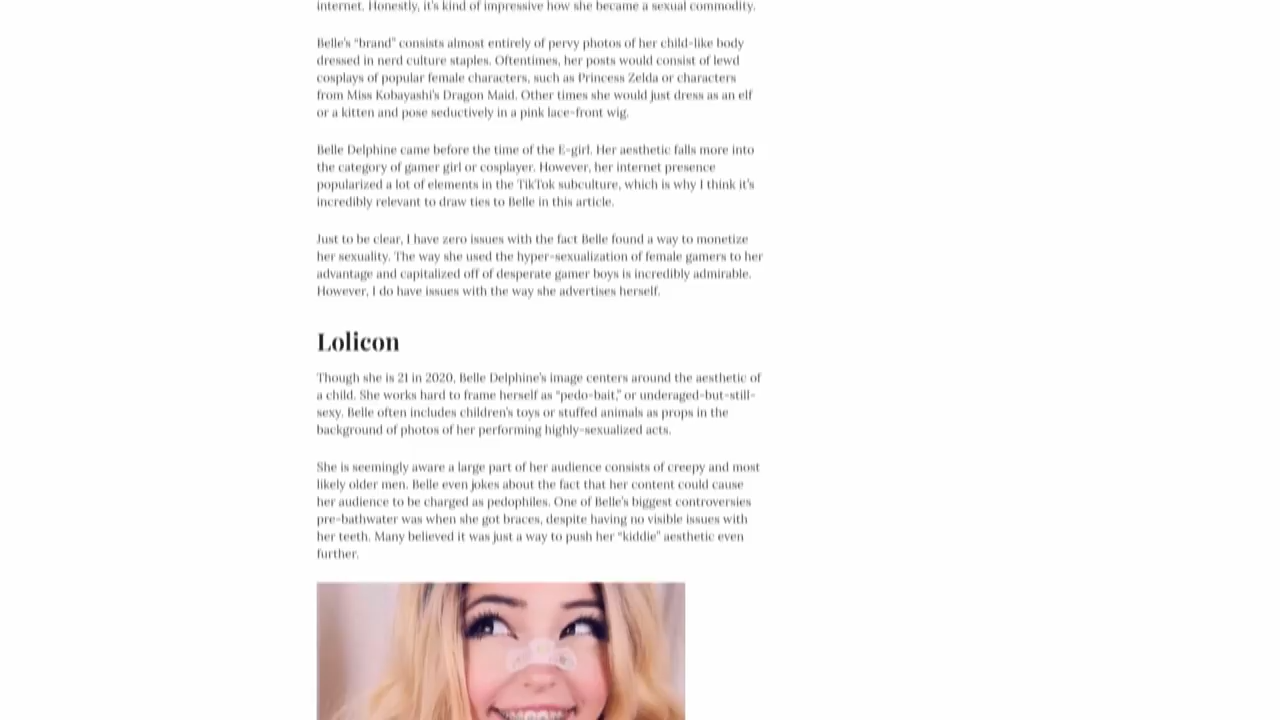 internet. Honestly, it's kind of impressive how she became a sexual commodity.
Belle's “brand” consists almost entirely of pervy photos of her child-like body
dressed in nerd culture staples. Oftentimes, her posts would consist of lewd
cosplays of popular female characters, such as Princess Zelda or characters
from Miss Kobayashi's Dragon Maid. Other times she would just dress as an elf
or a kitten and pose seductively in a pink lace-front wig.
Belle Delphine came before the time of the E-girl. Her aesthetic falls more into
the category of gamer girl or cosplayer. However, her internet presence
popularized a lot of elements in the TikTok subculture, which is why I think it's
incredibly relevant to draw ties to Belle in this article.
Just to be clear, I have zero issues with the fact Belle found a way to monetize
her sexuality. The way she used the hyper-sexualization of female gamers to her
advantage and capitalized off of desperate gamer boys is incredibly admirable.
However, I do have issues with the way she advertises herself.
Lolicon
Though she is 21 in 2020, Belle Delphine's image centers around the aesthetic of
a child. She works hard to frame herself as “pedo-bait,” or underaged-but-still-
sexy. Belle often includes children's toys or stuffed animals as props in the
background of photos of her performing highly-sexualized acts.
She is seemingly aware a large part of her audience consists of creepy and most
likely older men. Belle even jokes about the fact that her content could cause
her audience to be charged as pedophiles. One of Belle's biggest controversies
pre-bathwater was when she got braces, despite having no visible issues with
her teeth. Many believed it was just a way to push her “kiddie” aesthetic even
further.